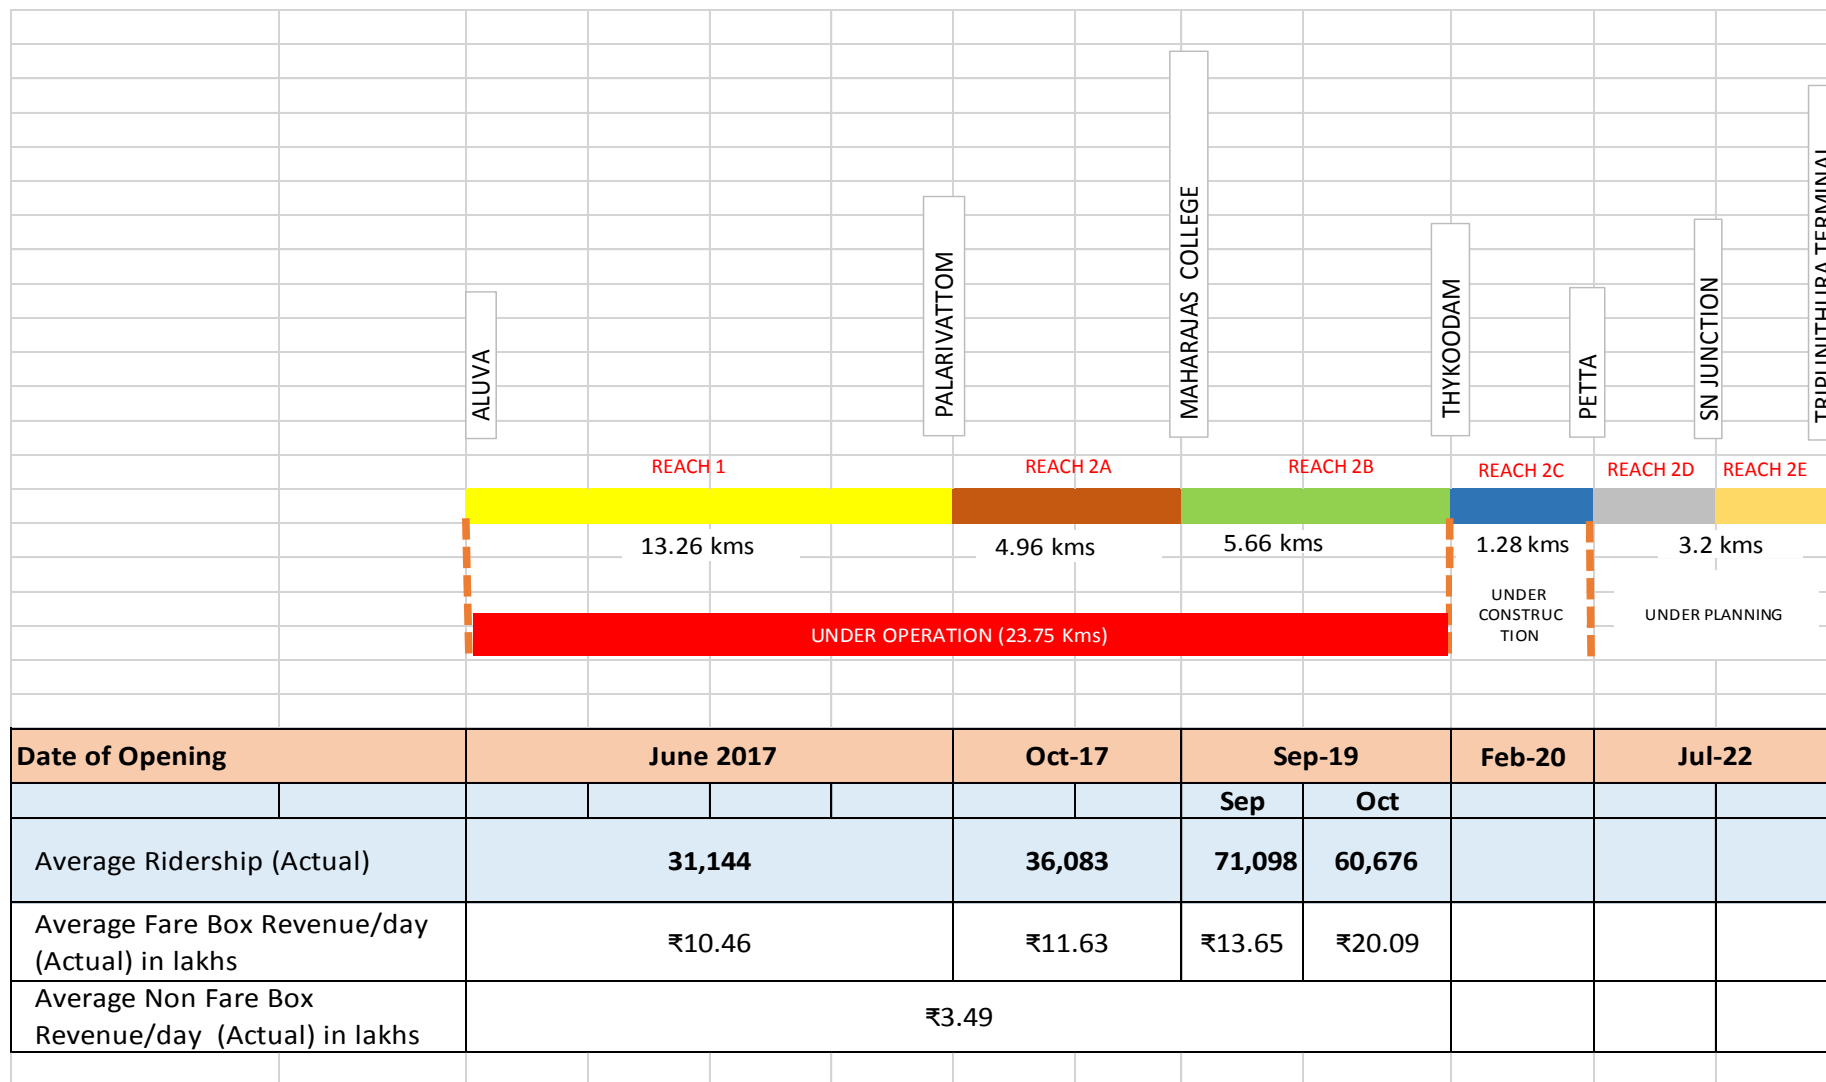 ALUVA
PALARIVATTOM
MAHARAJAS COLLEGE
THYKOODAM
PETTA
SN JUNCTION
TRIPUNITHURA TERMINAL
REACH 1
REACH 2A
REACH 2B
REACH 2C
REACH 2D
REACH 2E
13.26 kms
4.96 kms
5.66 kms
1.28 kms
3.2 kms
UNDER OPERATION (23.75 Kms)
UNDER
CONSTRUC
TION
UNDER PLANNING
Date of Opening
June 2017
Oct-17
Sep-19
Feb-20
Jul-22
Sep
Oct
Average Ridership (Actual)
31,144
36,083
71,098
60,676
Average Fare Box Revenue/day
(Actual) in lakhs
₹10.46
₹11.63
₹13.65
₹20.09
Average Non Fare Box
Revenue/day (Actual) in lakhs
₹3.49